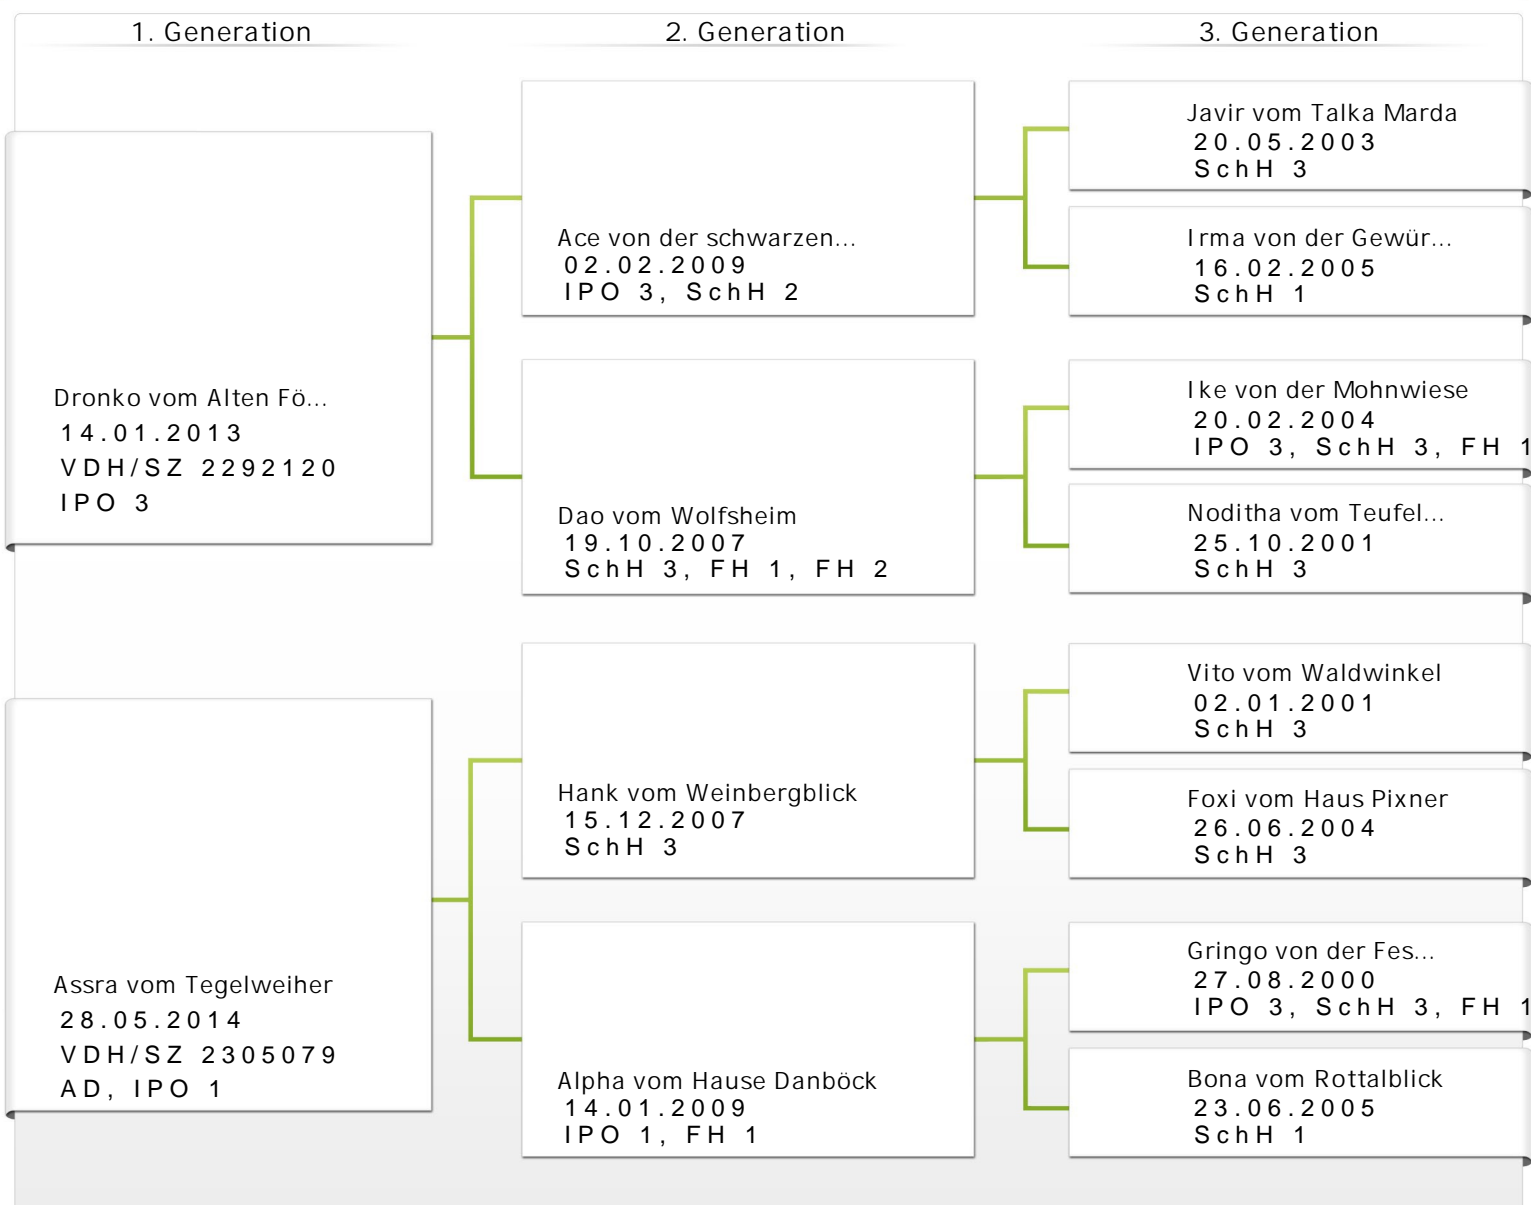 1. Generation
2. Generation
3. Generation
Dronko vom Alten Fö...
14.01.2013
VDH/SZ 2292120
IPO 3
Assra vom Tegelweiher
28.05.2014
VDH/SZ 2305079
AD, IPO 1
Ace von der schwarzen...
02.02.2009
IPO 3, SchH 2
Dao vom Wolfsheim
19.10.2007
SchH 3, FH 1, FH 2
Hank vom Weinbergblick
15.12.2007
SchH 3
Alpha vom Hause Danböck
14.01.2009
IPO 1, FH 1
Javir vom Talka Marda
20.05.2003
SchH 3
Irma von der Gewür...
16.02.2005
SchH 1
Ike von der Mohnwiese
20.02.2004
IPO 3, SchH 3, FH 1
Noditha vom Teufel...
25.10.2001
SchH 3
Vito vom Waldwinkel
02.01.2001
SchH 3
Foxi vom Haus Pixner
26.06.2004
SchH 3
Gringo von der Fes...
27.08.2000
IPO 3, SchH 3, FH 1
Bona vom Rottalblick
23.06.2005
SchH 1